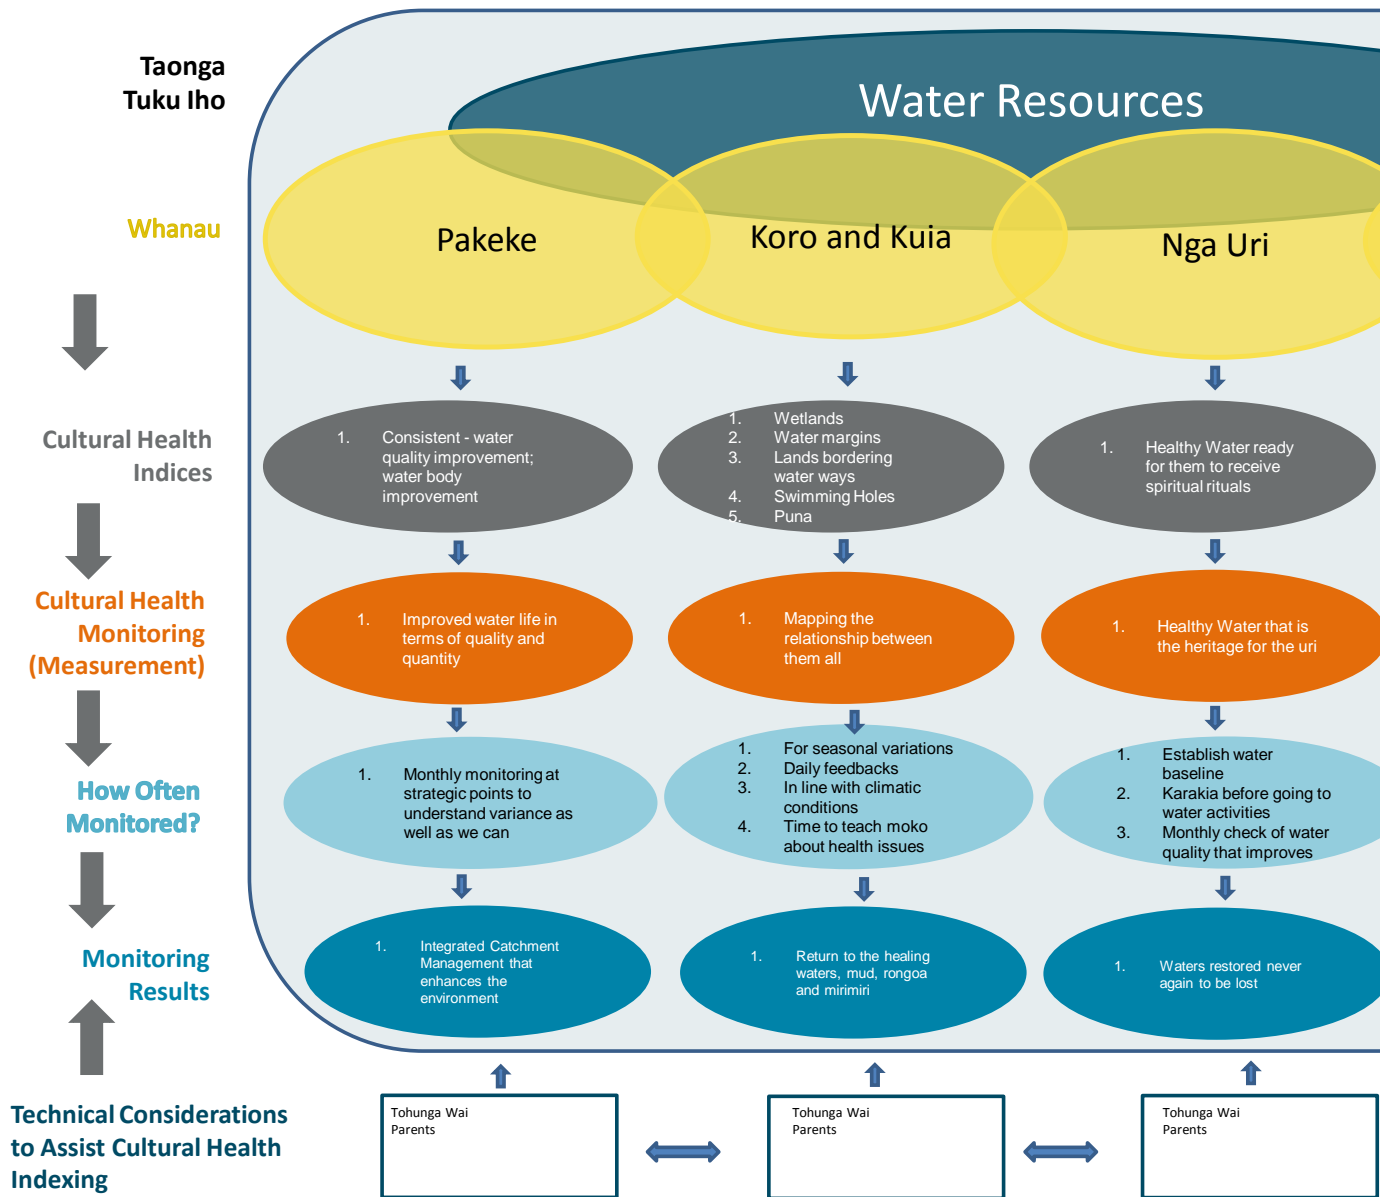 Taonga
Tuku Iho
Water Resources
Whanau
Pakeke
Koro and Kuia
Nga Uri
Cultural Health
Indices
1. Consistent - water
quality improvement;
water body
improvement
1. Wetlands
2. Water margins
3. Lands bordering
water ways
4. Swimming Holes
5. Puna
1. Healthy Water ready
for them to receive
spiritual rituals
Cultural Health
Monitoring
(Measurement)
1. Improved water life in
terms of quality and
quantity
1. Mapping the
relationship between
them all
1. Healthy Water that is
the heritage for the uri
How Often
Monitored?
1. Monthly monitoring at
strategic points to
understand variance as
well as we can
1. For seasonal variations
2. Daily feedbacks
3. In line with climatic
conditions
4. Time to teach moko
about health issues
1. Establish water
baseline
2. Karakia before going to
water activities
3. Monthly check of water
quality that improves
Monitoring
Results
1. Integrated Catchment
Management that
enhances the
environment
1. Return to the healing
waters, mud, rongoa
and mirimiri
1. Waters restored never
again to be lost
Technical Considerations
to Assist Cultural Health
Indexing
Tohunga Wai
Parents
Tohunga Wai
Parents
Tohunga Wai
Parents